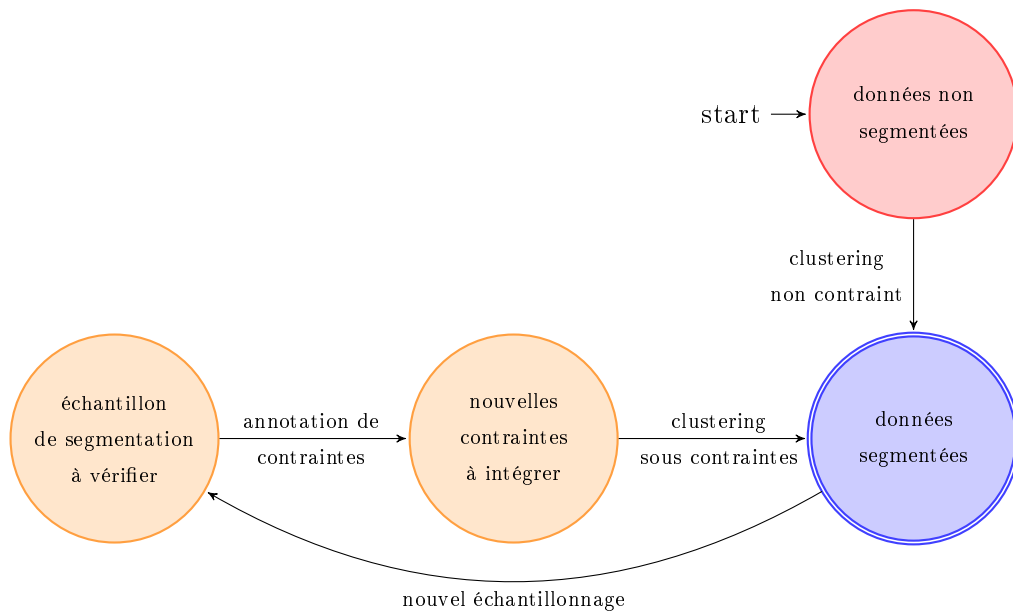 données non
segmentées
start
clustering
non contraint
échantillon
de segmentation
à vérifier
annotation de
contraintes
nouvelles
contraintes
à intégrer
clustering
sous contraintes
données
segmentées
nouvel échantillonnage